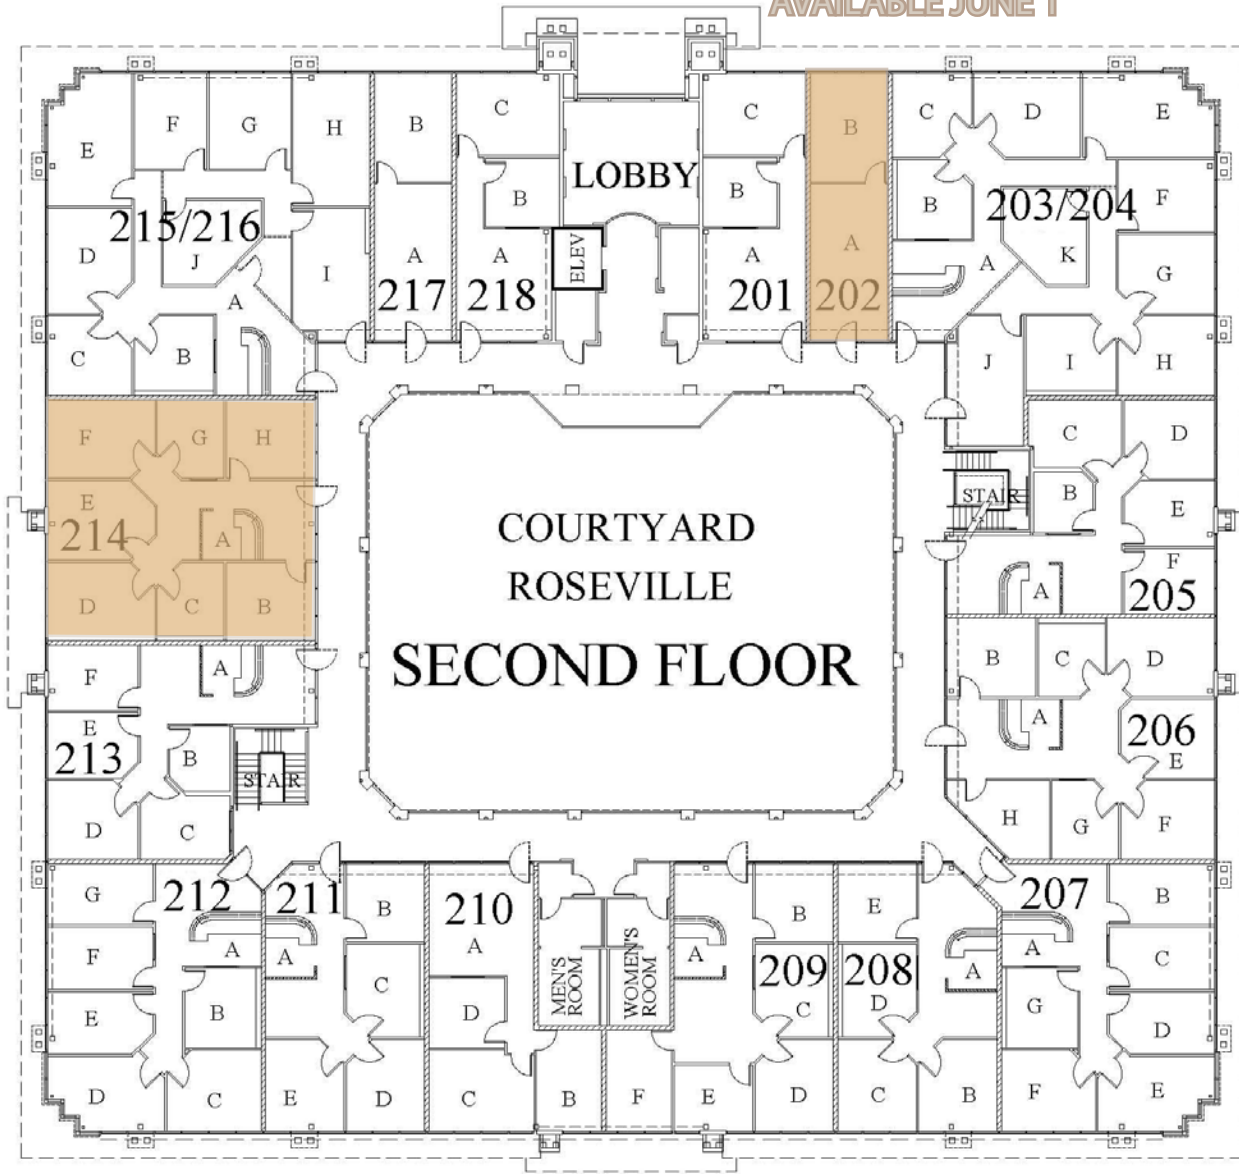 AVAILABLE JUNE 1
C
B
C
B
C
D
E
F
G
H
B
E
LOBBY
B
B
B
F
215/216
203/204
D
J
A
A
A
A
K
G
I
ELEV
A
A
217
218
201
202
C
B
J
I
H
F
G
H
C
D
E
B
STAIR
E
214
A
COURTYARD
ROSEVILLE
SECOND FLOOR
F
A
205
D
C
B
B
C
D
F
A
A
206
E
213
B
E
STAIR
D
C
H
G
F
G
212
211
B
210
B
E
207
B
A
A
A
A
A
A
F
C
MEN'S
ROOM
WOMEN'S
ROOM
209
208
C
E
B
D
C
D
G
D
D
C
E
D
C
B
F
E
D
C
B
F
E